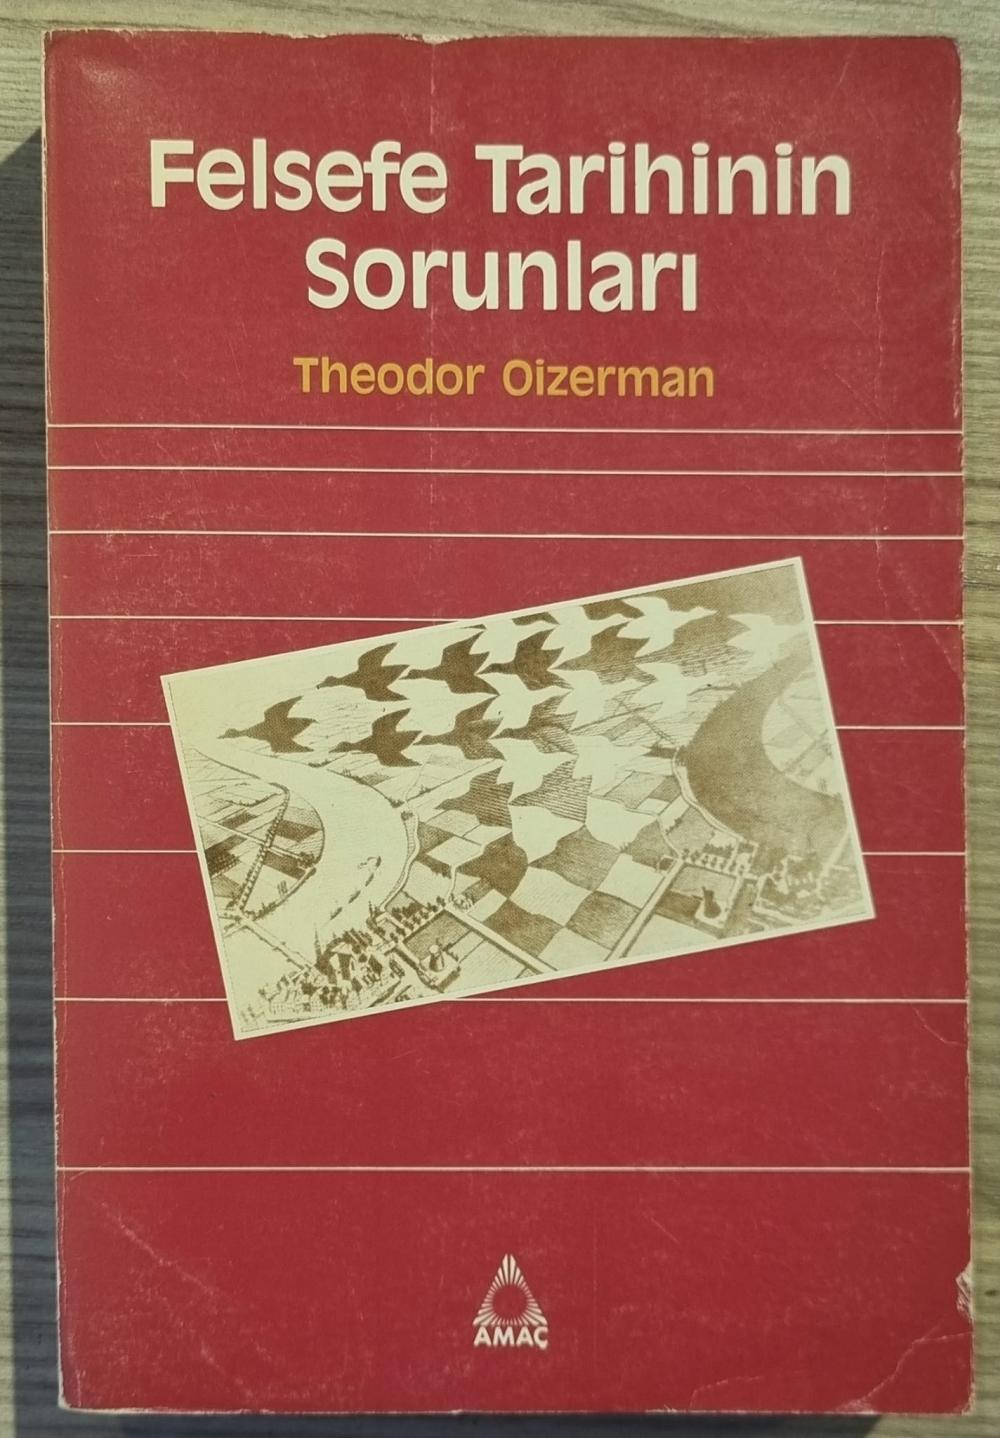 Felsefe Tarihinin
Sorunları
Theodor Oizerman
AMAÇ